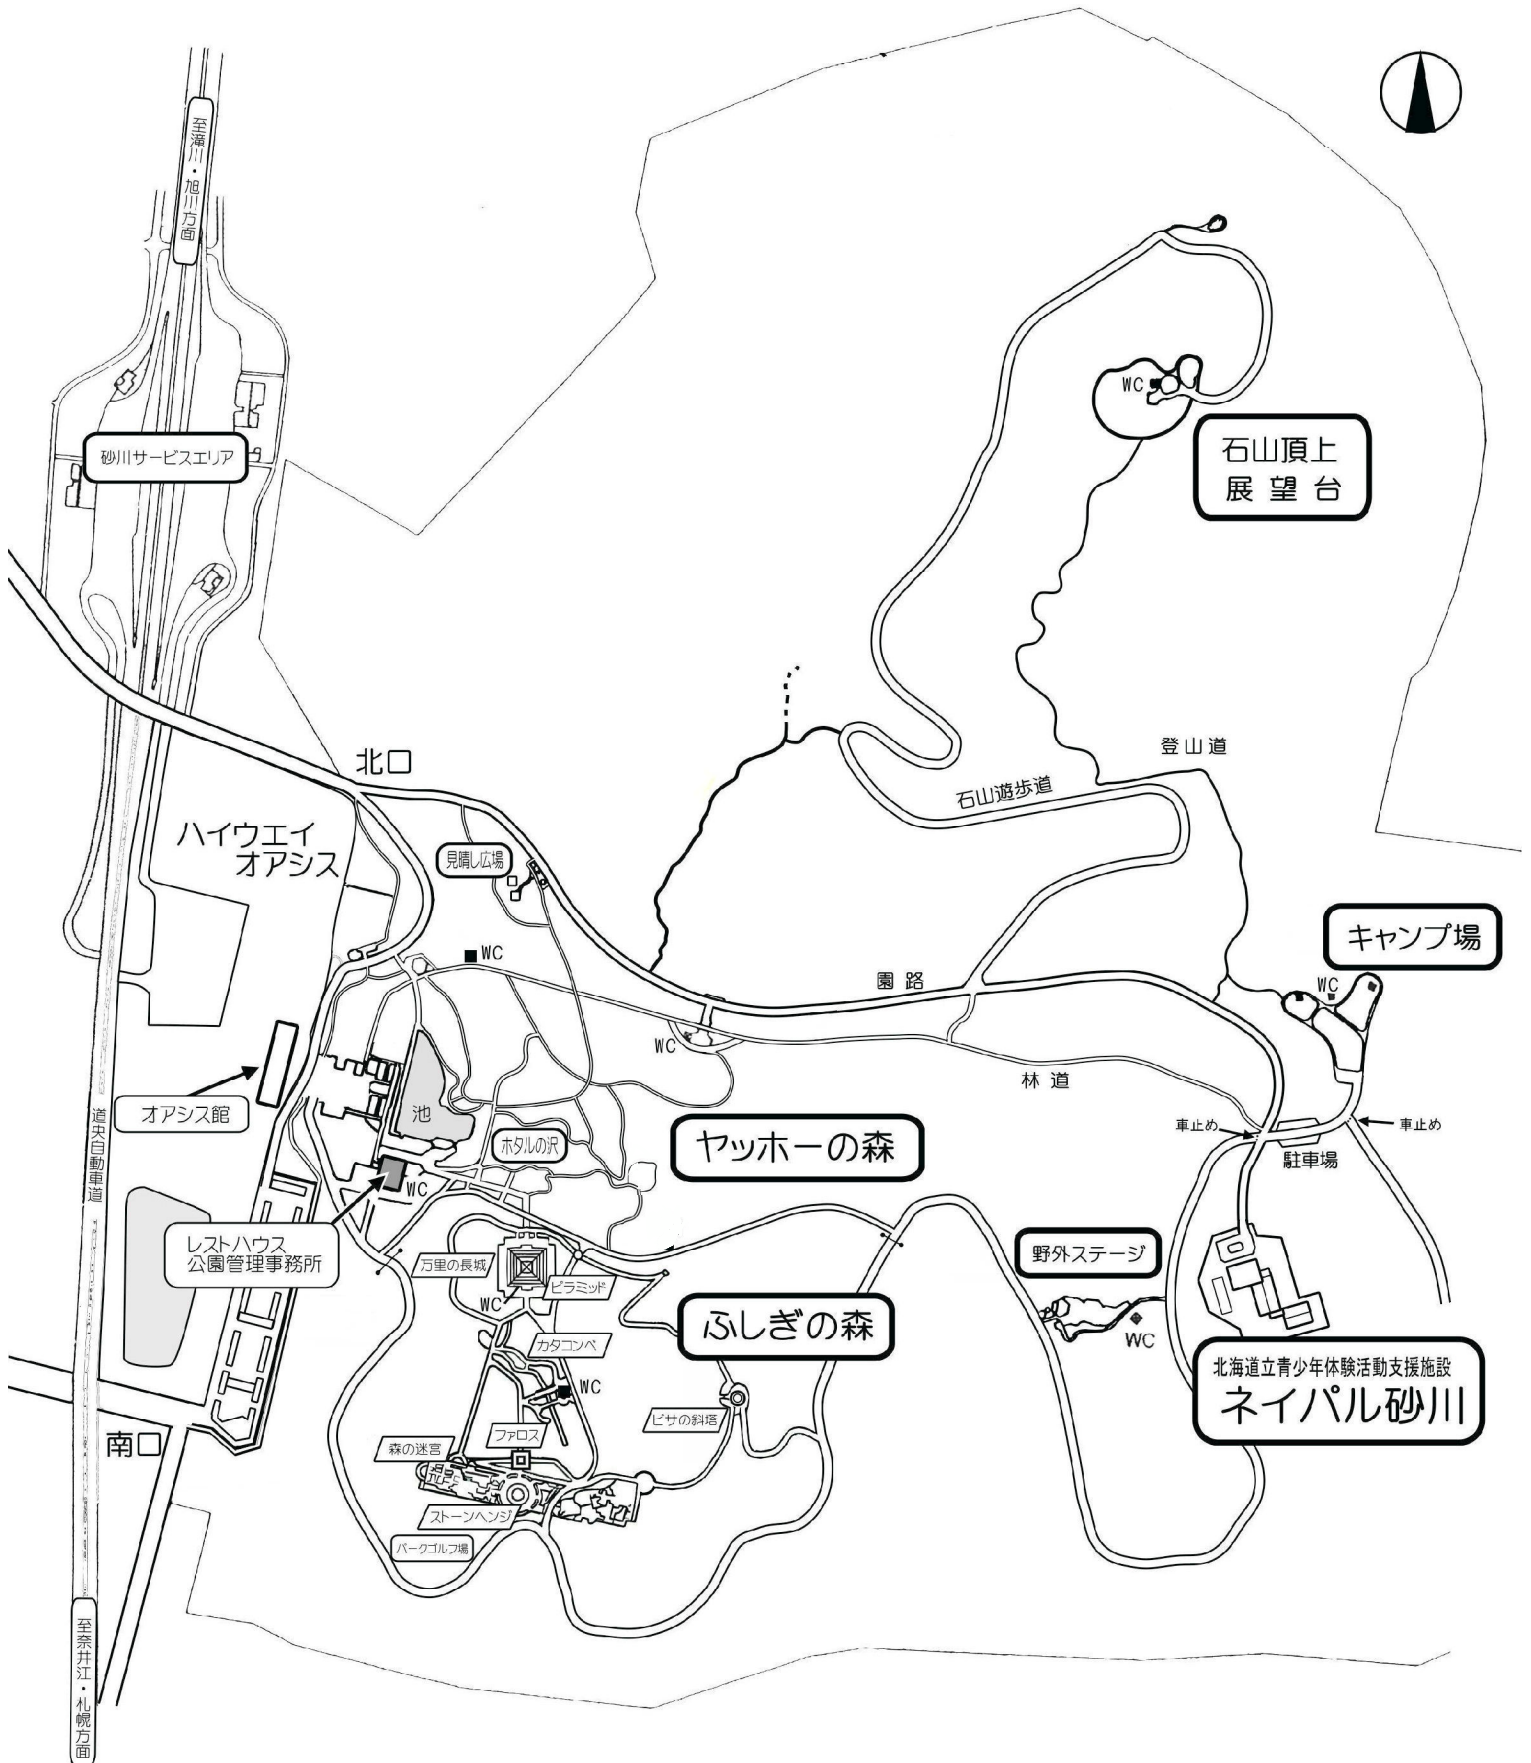 至滝川・旭川方面
砂川サービスエリア
WC
石山頂上
展望台
北口
登山道
石山遊歩道
ハイウエイ
オアシス
見晴し広場
WC
園路
キャンプ場
WC
WC
林道
オアシス館
池
道央自動車道
ホタルの沢
ヤッホーの森
車止め
車止め
駐車場
WC
レストハウス
公園管理事務所
万里の長城
ピラミッド
野外ステージ
WC
ふしぎの森
カタコンベ
WC
WC
北海道立青少年体験活動支援施設
ネイパル砂川
ピサの斜塔
南口
ファロス
森の迷宮
ストーンヘンジ
パークゴルフ場
至奈井江・札幌方面